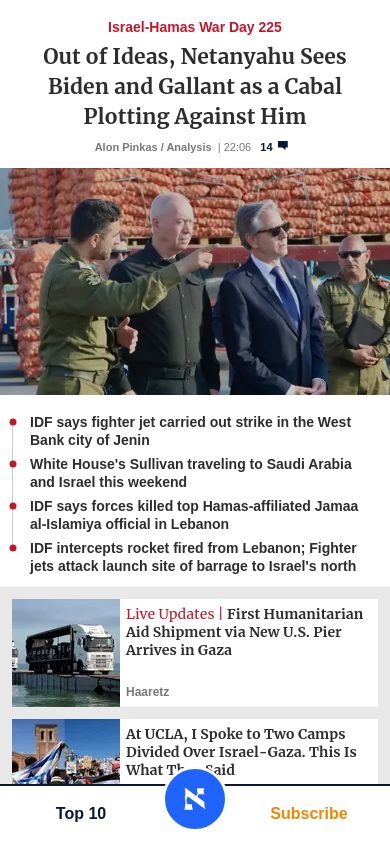 Israel-Hamas War Day 225
Out of Ideas, Netanyahu Sees
Biden and Gallant as a Cabal
Plotting Against Him
Alon Pinkas / Analysis | 22:06 14
IDF says fighter jet carried out strike in the West
Bank city of Jenin
White House's Sullivan traveling to Saudi Arabia
and Israel this weekend
IDF says forces killed top Hamas-affiliated Jamaa
al-Islamiya official in Lebanon
IDF intercepts rocket fired from Lebanon; Fighter
jets attack launch site of barrage to Israel's north
Live Updates | First Humanitarian
Aid Shipment via New U.S. Pier
Arrives in Gaza
Haaretz
At UCLA, I Spoke to Two Camps
Divided Over Israel-Gaza. This Is
What Said
Top 10
Subscribe